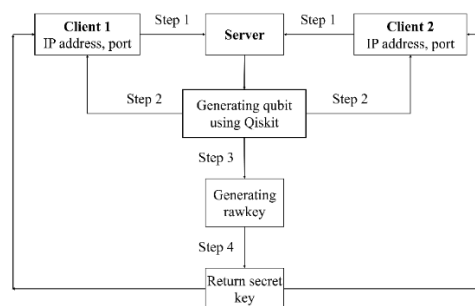 Client 1
IP address, port
Step 1
Server
Step 1
Client 2
IP address, port
Step 2
Generating qubit
using Qiskit
Step 2
Step 3
Generating
rawkey
Step 4
Return secret
key